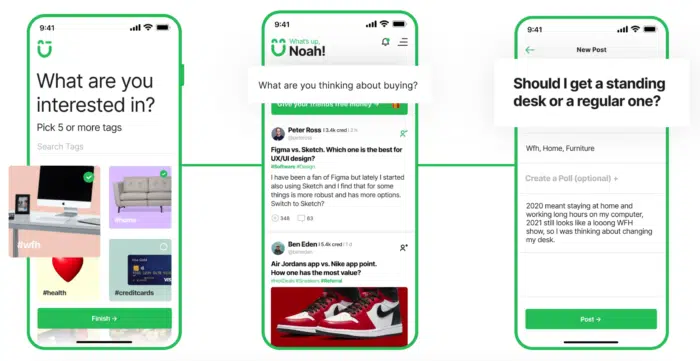 9:41
What are you
interested in?
Pick 5 or more tags
Search Tags
#wfh
#home
#health
#creditcards
Finish →
9:41
What's up,
Noah!
What are you thinking about buying?
Give your friends free money →
Peter Ross | 3.4k cred | 2 h
Figma vs. Sketch. Which one is the best for
UX/UI design?
#Software #Design
I have been a fan of Figma but lately I started
also using Sketch and I find that for some
things is more robust and has more options.
Switch to Sketch?
346 63
Ben Eden | 5.4k cred | 1 d
Air Jordans app vs. Nike app point.
How one has the most value?
#Sneakers #Referral
9:41
←
New Post
Should I get a standing
desk or a regular one?
Wfh, Home, Furniture
Create a Poll (optional) +
2020 meant staying at home and
working long hours on my computer,
2021 still looks like a looong WFH
show, so I was thinking about changing
my desk.
Post →